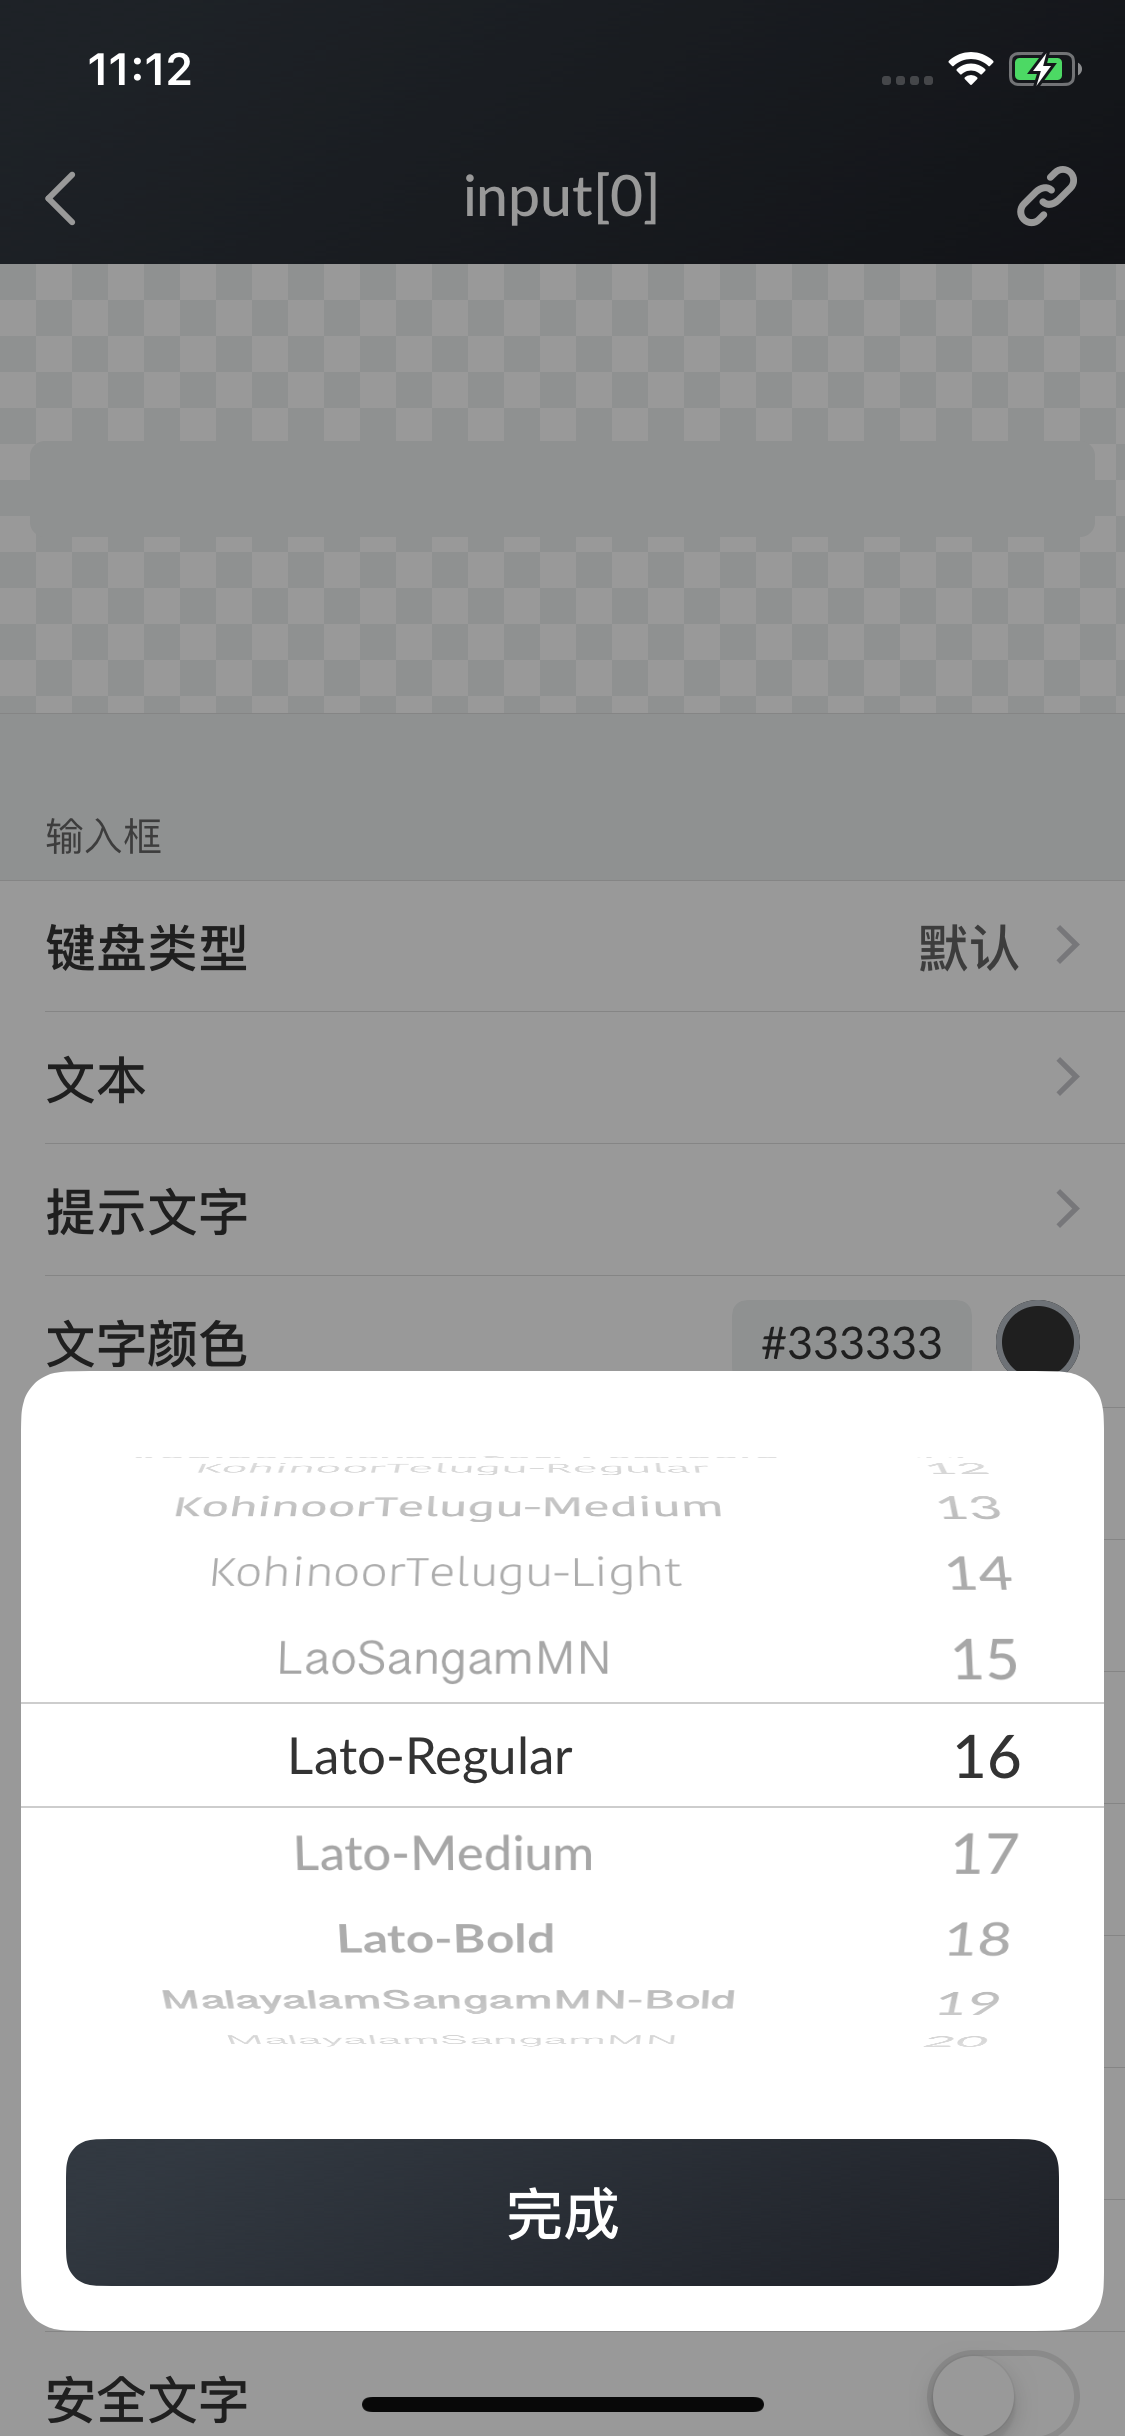 11:12
input[0]
输入框
键盘类型 默认
文本
提示文字
文字颜色 #333333
KohinoorTelugu-Regular 12
KohinoorTelugu-Medium 13
KohinoorTelugu-Light 14
LaoSangamMN 15
Lato-Regular 16
Lato-Medium 17
Lato-Bold 18
MalayalamSangamMN-Bold 19
MalayalamSangamMN 20
完成
安全文字